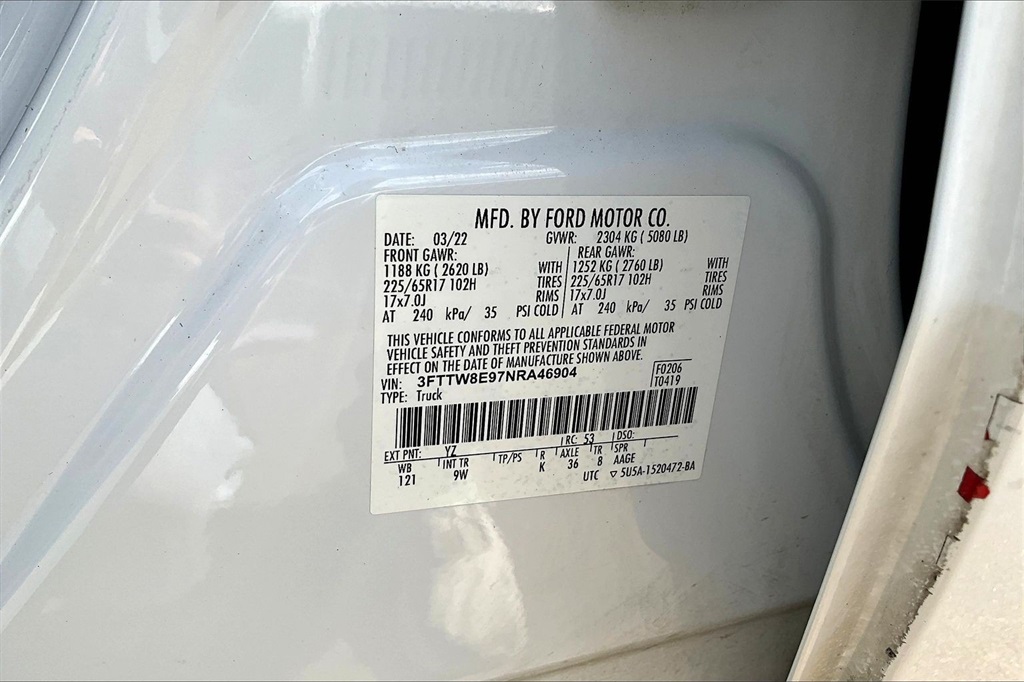 MFD. BY FORD MOTOR CO.
DATE: 03/22 GVWR: 2304 KG ( 5080 LB)
FRONT GAWR: REAR GAWR:
1188 KG ( 2620 LB) WITH 1252 KG ( 2760 LB) WITH
225/65R17 102H TIRES 225/65R17 102H TIRES
17x7.0J RIMS 17x7.0J RIMS
AT 240 kPa/ 35 PSI COLD AT 240 kPa/ 35 PSI COLD
THIS VEHICLE CONFORMS TO ALL APPLICABLE FEDERAL MOTOR
VEHICLE SAFETY AND THEFT PREVENTION STANDARDS IN
EFFECT ON THE DATE OF MANUFACTURE SHOWN ABOVE.
VIN: 3FTTW8E97NRA46904 F0206
TYPE: Truck T0419
EXT PNT: YZ RC: 53 DSO:
WB INT TR TP/PS R AXLE TR SPR
121 9W K 36 8 AAGE
UTC ▽ 5U5A-1520472-BA